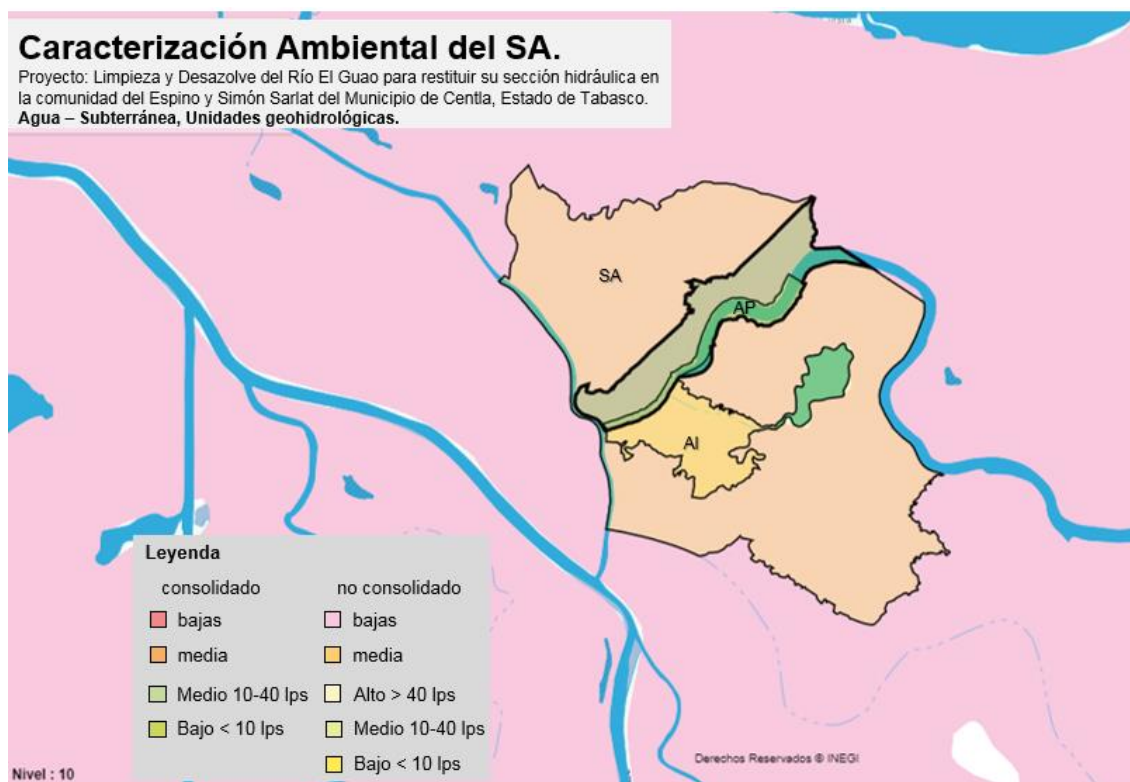 Caracterización Ambiental del SA.
Proyecto: Limpieza y Desazolve del Río El Guao para restituir su sección hidráulica en
la comunidad del Espino y Simón Sarlat del Municipio de Centla, Estado de Tabasco.
Agua – Subterránea, Unidades geohidrológicas.
SA
AP
AI
Leyenda
consolidado
bajas
media
Medio 10-40 lps
Bajo < 10 lps
no consolidado
bajas
media
Alto > 40 lps
Medio 10-40 lps
Bajo < 10 lps
Derechos Reservados © INEGI
Nivel : 10